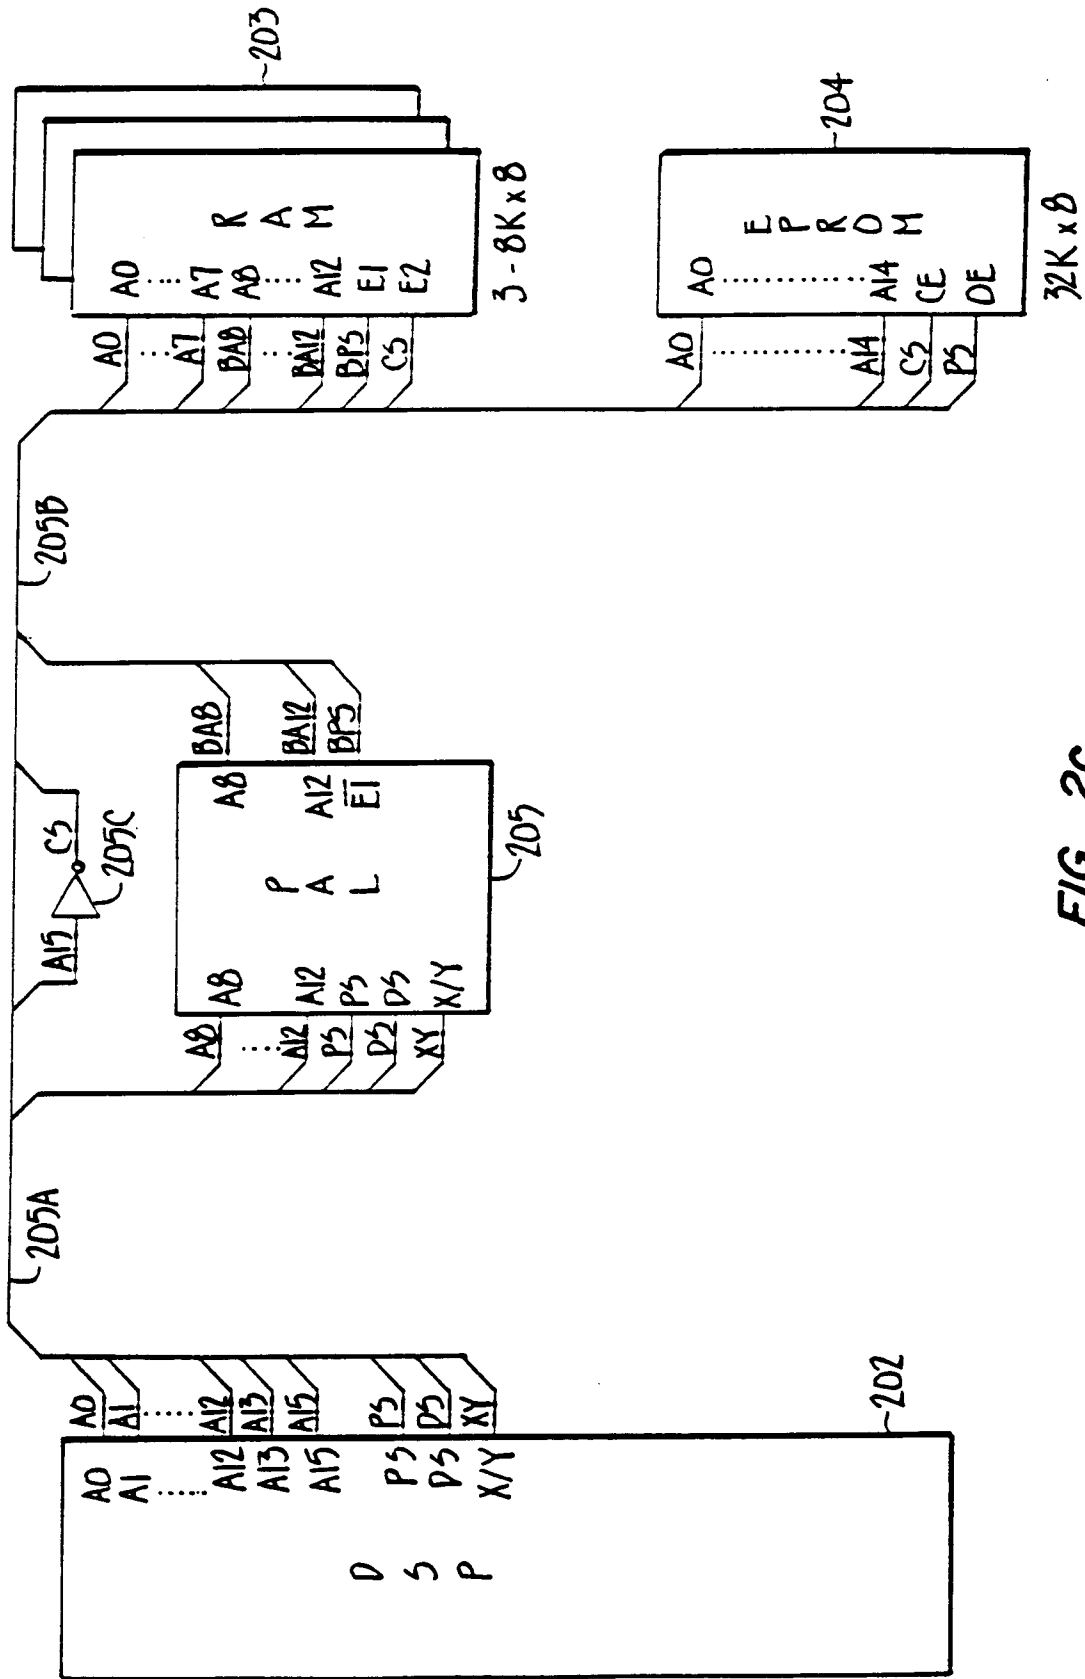 A0
A1
......
A12
A13
A15
PS
DS
XY
A0
A1
......
A12
A13
A15
PS
DS
X/Y
D
S
P
202
205A
A15
CS
205C
205B
A8
....
A12
PS
DS
XY
A8
A12
PS
DS
X/Y
P
A
L
A8
A12
E1
BA8
BA12
BPS
205
A0
....
A7
BA8
....
BA12
BPS
CS
A0
....
A7
A8
....
A12
E1
E2
R
A
M
203
3-8K x 8
A0
..............
A14
CS
PS
A0
..............
A14
CE
OE
E
P
R
O
M
204
32K x 8
FIG. 2C